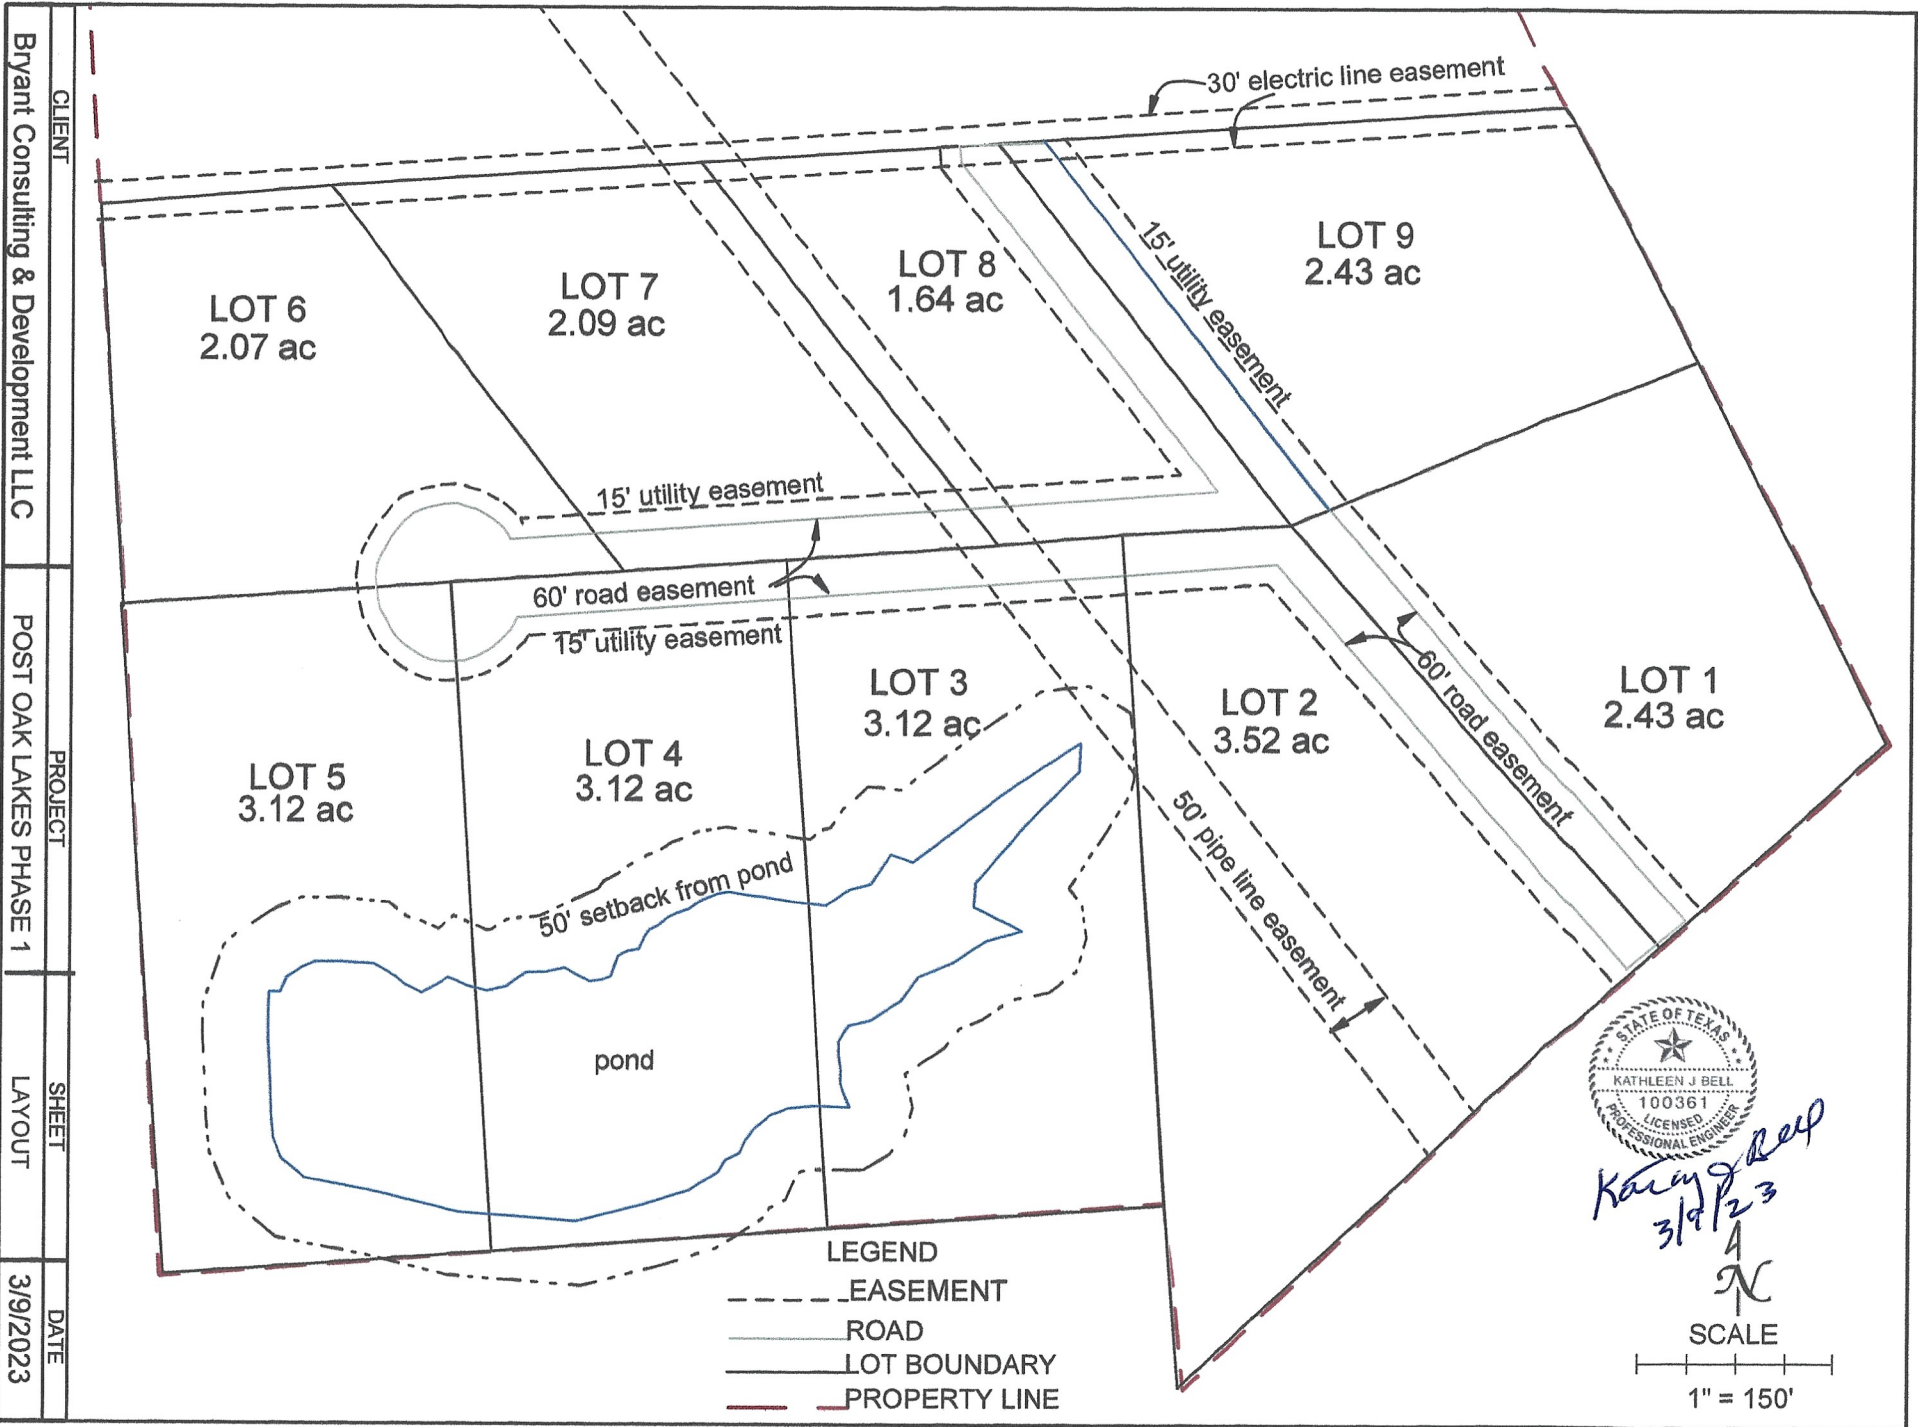 CLIENT
Bryant Consulting & Development LLC
PROJECT
POST OAK LAKES PHASE 1
SHEET
LAYOUT
DATE
3/9/2023
30' electric line easement
LOT 9
2.43 ac
15' utility easement
LOT 8
1.64 ac
LOT 7
2.09 ac
LOT 6
2.07 ac
15' utility easement
60' road easement
15' utility easement
60' road easement
LOT 1
2.43 ac
LOT 2
3.52 ac
LOT 3
3.12 ac
LOT 4
3.12 ac
LOT 5
3.12 ac
50' setback from pond
50' pipe line easement
pond
STATE OF TEXAS
KATHLEEN J BELL
100361
LICENSED
PROFESSIONAL ENGINEER
3/9/23
N
LEGEND
EASEMENT
ROAD
LOT BOUNDARY
PROPERTY LINE
SCALE
1" = 150'